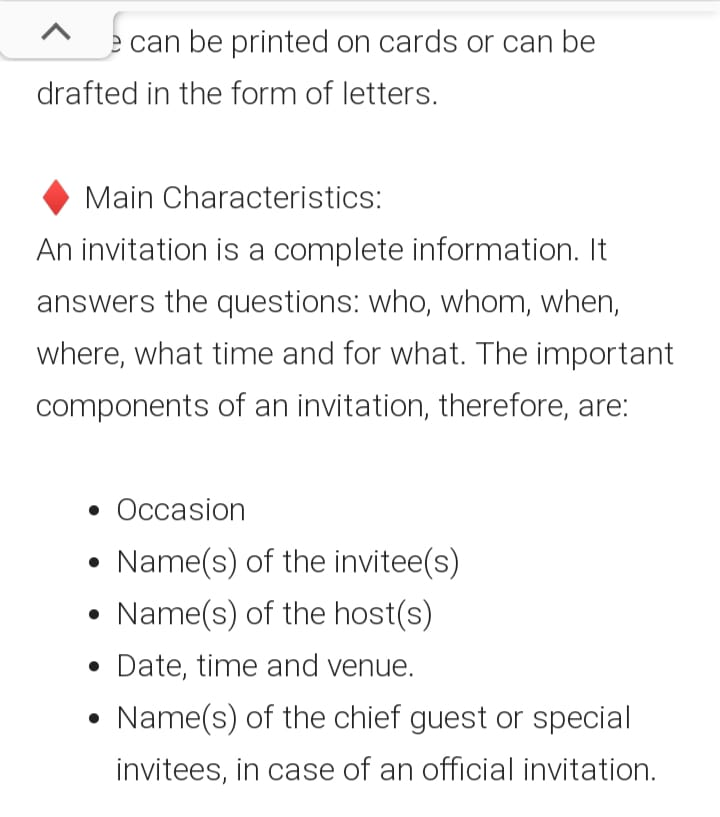 can be printed on cards or can be
drafted in the form of letters.
Main Characteristics:
An invitation is a complete information. It
answers the questions: who, whom, when,
where, what time and for what. The important
components of an invitation, therefore, are:
• Occasion
• Name(s) of the invitee(s)
• Name(s) of the host(s)
• Date, time and venue.
• Name(s) of the chief guest or special
invitees, in case of an official invitation.